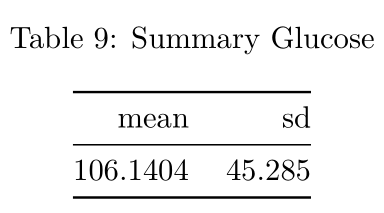 Table 9: Summary Glucose
mean sd
106.1404 45.285